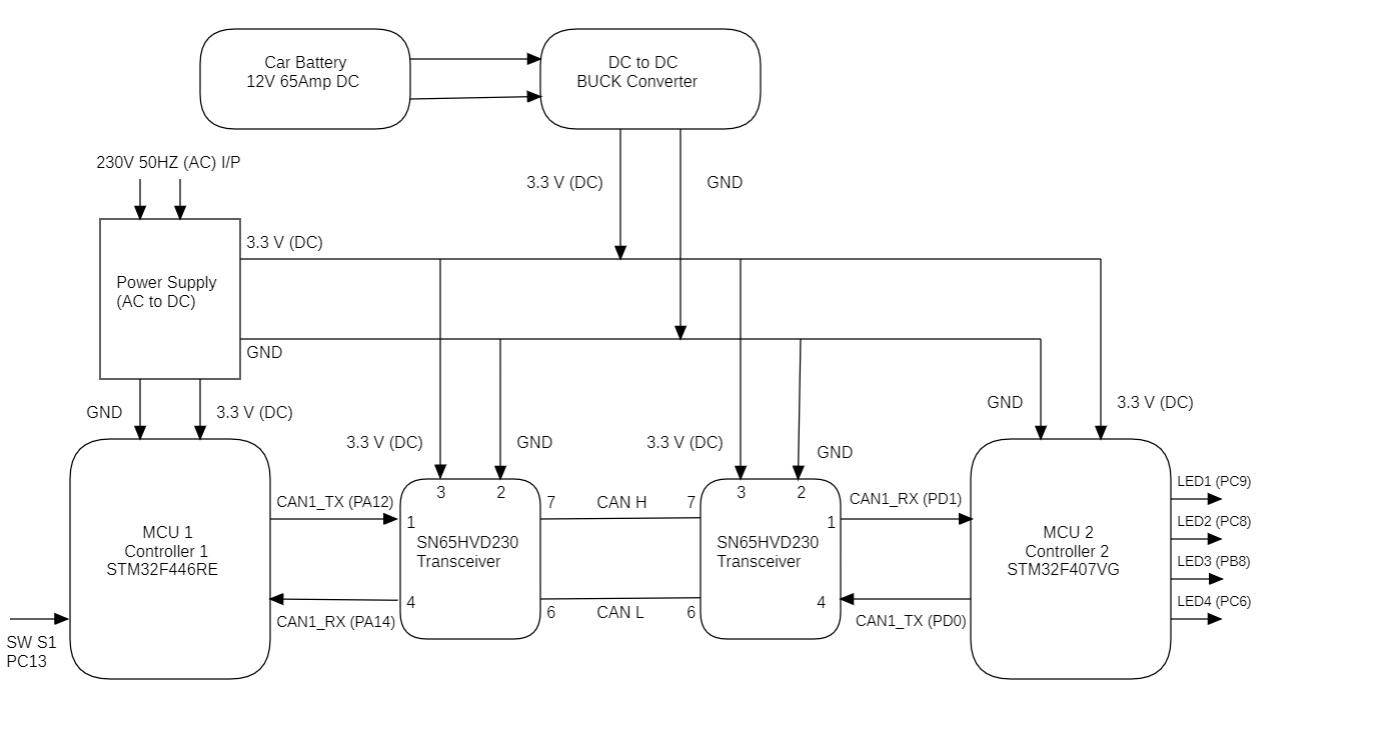 Car Battery
12V 65Amp DC
DC to DC
BUCK Converter
230V 50HZ (AC) I/P
3.3 V (DC)
GND
3.3 V (DC)
Power Supply
(AC to DC)
GND
GND
3.3 V (DC)
3.3 V (DC)
GND
3.3 V (DC)
GND
GND
3.3 V (DC)
MCU 1
Controller 1
STM32F446RE
SW S1
PC13
CAN1_TX (PA12)
CAN1_RX (PA14)
3
2
1
SN65HVD230
Transceiver
4
7
CAN H
7
6
CAN L
6
3
2
1
SN65HVD230
Transceiver
4
CAN1_RX (PD1)
CAN1_TX (PD0)
MCU 2
Controller 2
STM32F407VG
LED1 (PC9)
LED2 (PC8)
LED3 (PB8)
LED4 (PC6)